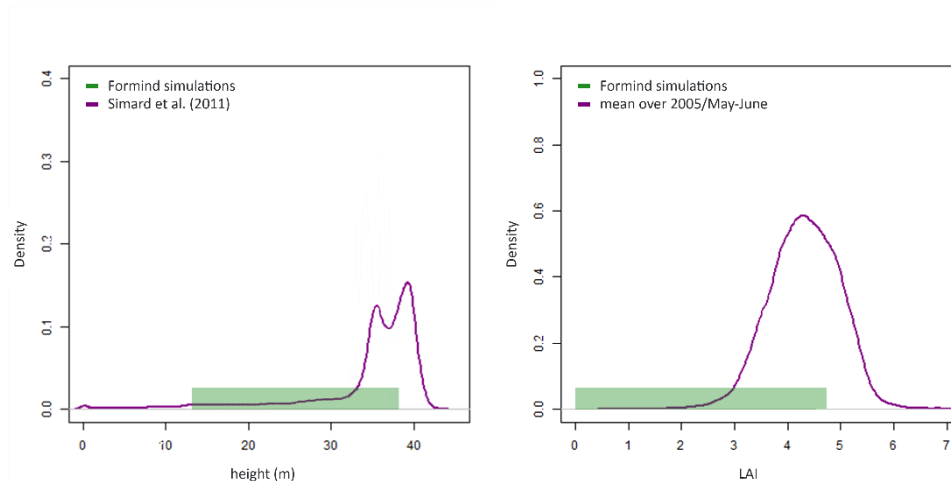 Formind simulations
Simard et al. (2011)
0.4
0.3
0.2
0.1
0.0
Density
0 10 20 30 40
height (m)
Formind simulations
mean over 2005/May-June
1.0
0.8
0.6
0.4
0.2
0.0
Density
0 1 2 3 4 5 6 7
LAI